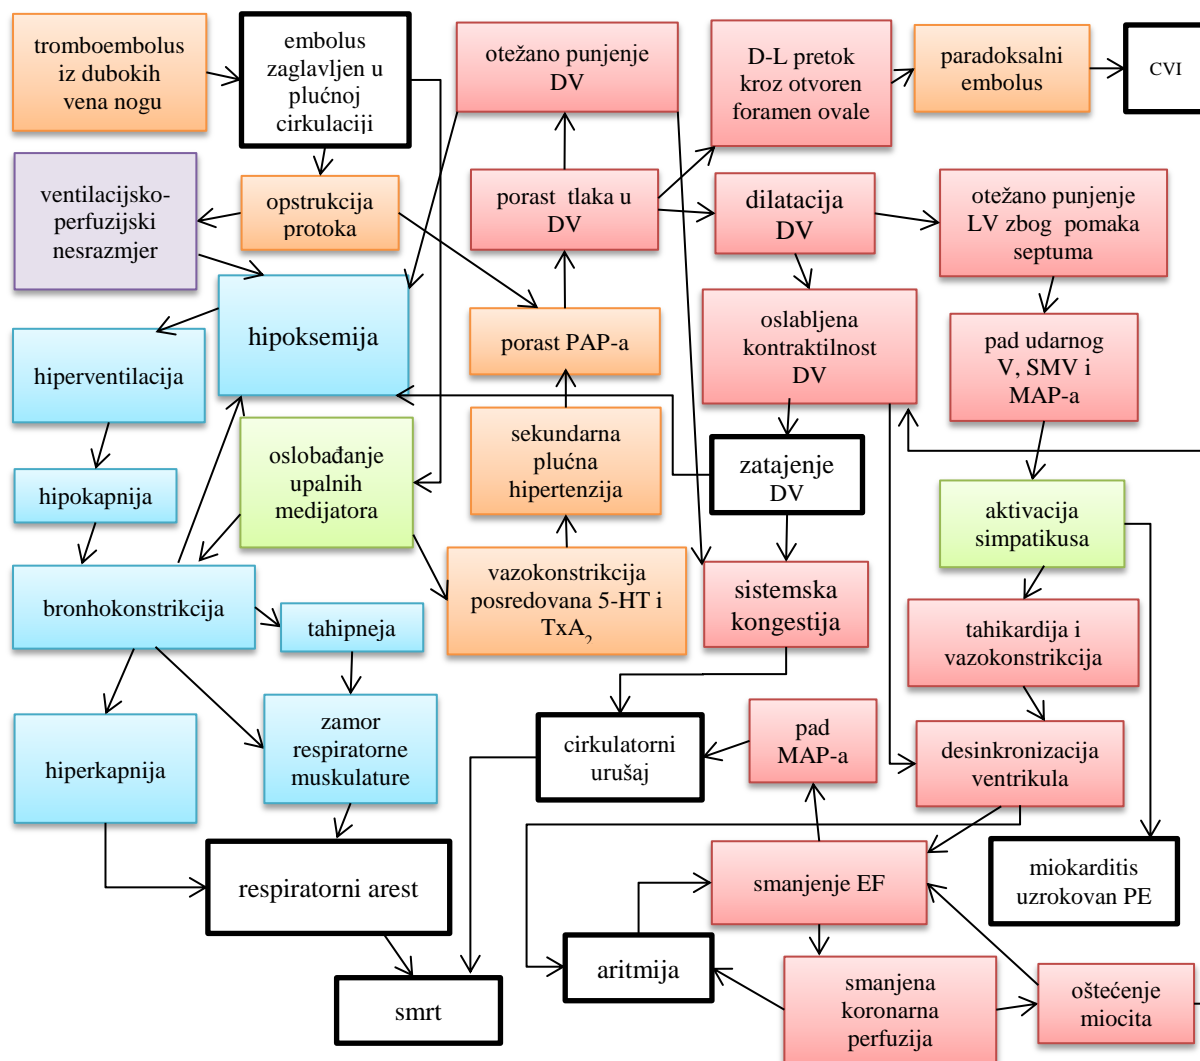 tromboembolus
iz dubokih
vena nogu
embolus
zaglavljen u
plućnoj
cirkulaciji
otežano punjenje
DV
D-L pretok
kroz otvoren
foramen ovale
paradoksalni
embolus
CVI
ventilacijsko-
perfuzijski
nesrazmjer
opstrukcija
protoka
porast tlaka u
DV
dilatacija
DV
otežano punjenje
LV zbog pomaka
septuma
hipoksemija
hiperventilacija
porast PAP-a
oslabljena
kontraktilnost
DV
pad udarnog
V, SMV i
MAP-a
hipokapnija
oslobađanje
upalnih
medijatora
sekundarna
plućna
hipertenzija
zatajenje
DV
aktivacija
simpatikusa
bronhokonstrikcija
tahipneja
vazokonstrikcija
posredovana 5-HT i
TxA2
sistemska
kongestija
tahikardija i
vazokonstrikcija
hiperkapnija
zamor
respiratorne
muskulature
cirkulatorni
urušaj
pad
MAP-a
desinkronizacija
ventrikula
respiratorni arest
smanjenje EF
miokarditis
uzrokovan PE
smrt
aritmija
smanjena
koronarna
perfuzija
oštećenje
miocita